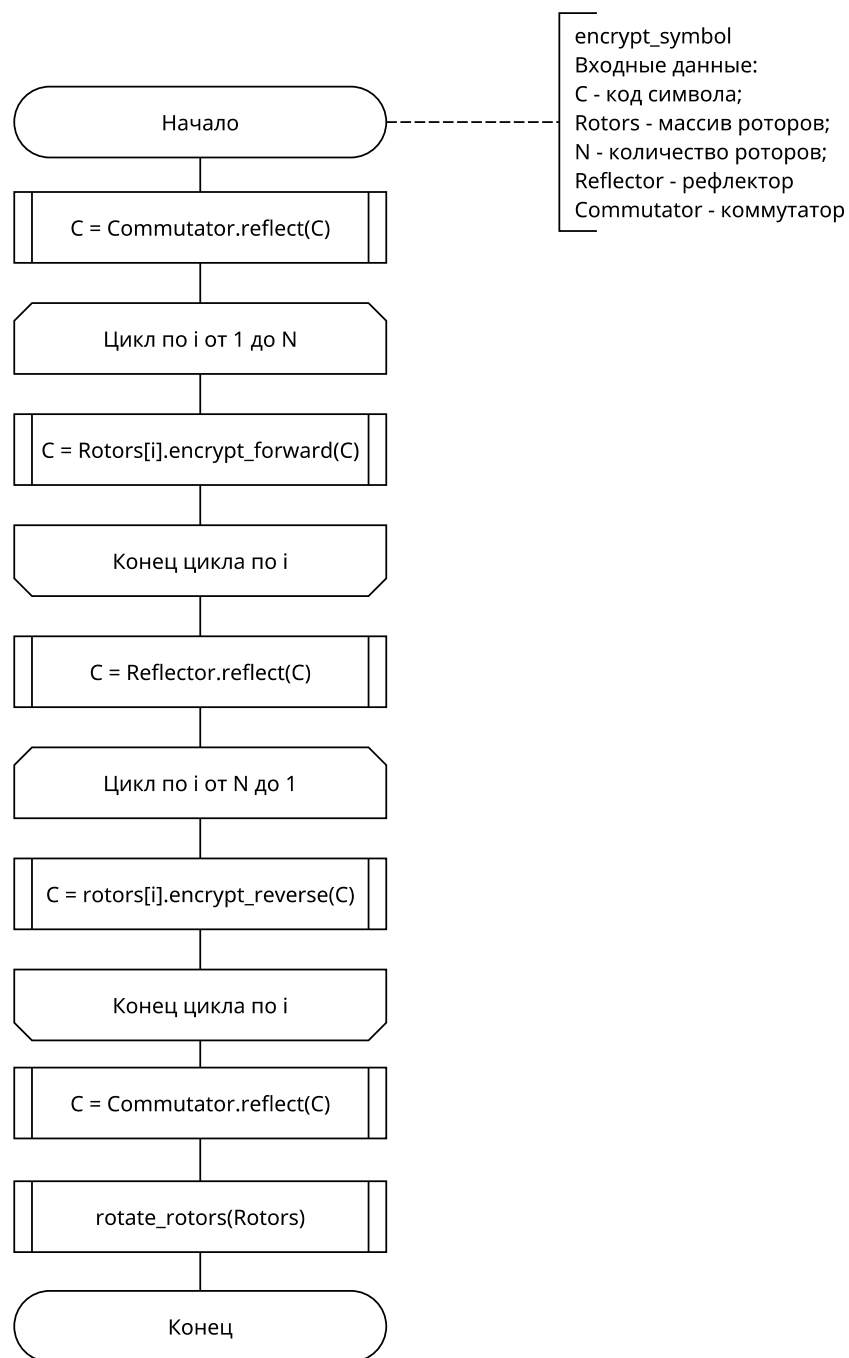 encrypt_symbol
Входные данные:
C - код символа;
Rotors - массив роторов;
N - количество роторов;
Reflector - рефлектор
Commutator - коммутатор
Начало
C = Commutator.reflect(C)
Цикл по i от 1 до N
C = Rotors[i].encrypt_forward(C)
Конец цикла по i
C = Reflector.reflect(C)
Цикл по i от N до 1
C = rotors[i].encrypt_reverse(C)
Конец цикла по i
C = Commutator.reflect(C)
rotate_rotors(Rotors)
Конец